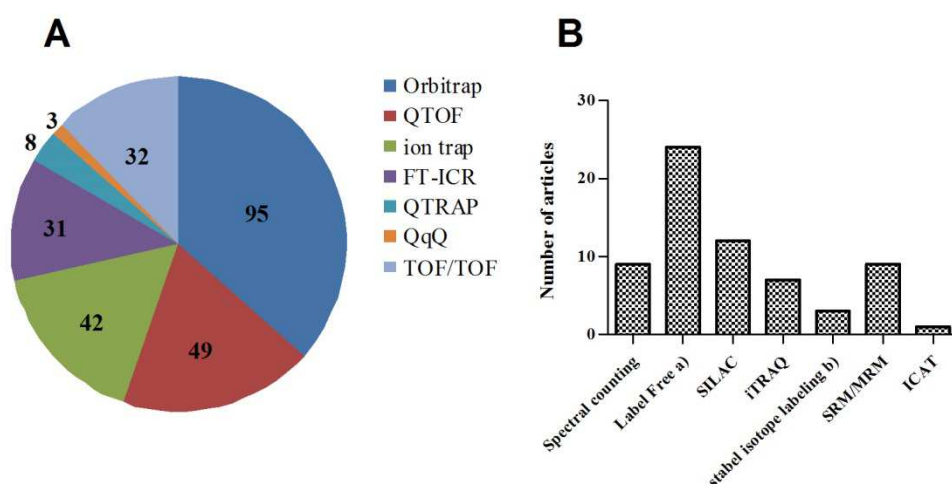 A
B
3
8
32
95
31
42
49
Orbitrap
QTOF
ion trap
FT-ICR
QTRAP
QqQ
TOF/TOF
Number of articles
30
20
10
0
Spectral counting
Label Free a)
SILAC
iTRAQ
stabel isotope labeling b)
SRM/MRM
ICAT